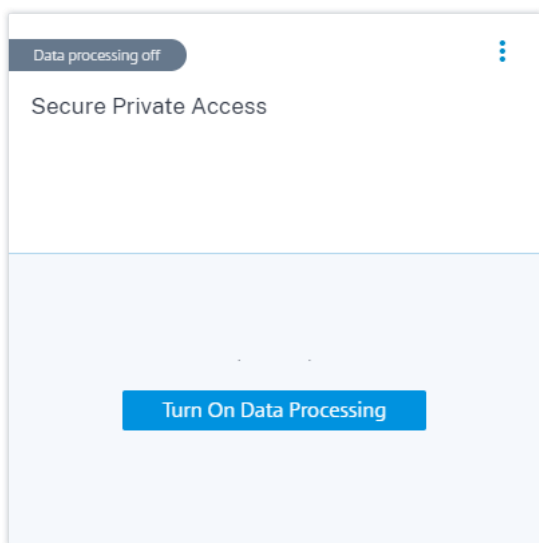 Data processing off
Secure Private Access
Turn On Data Processing